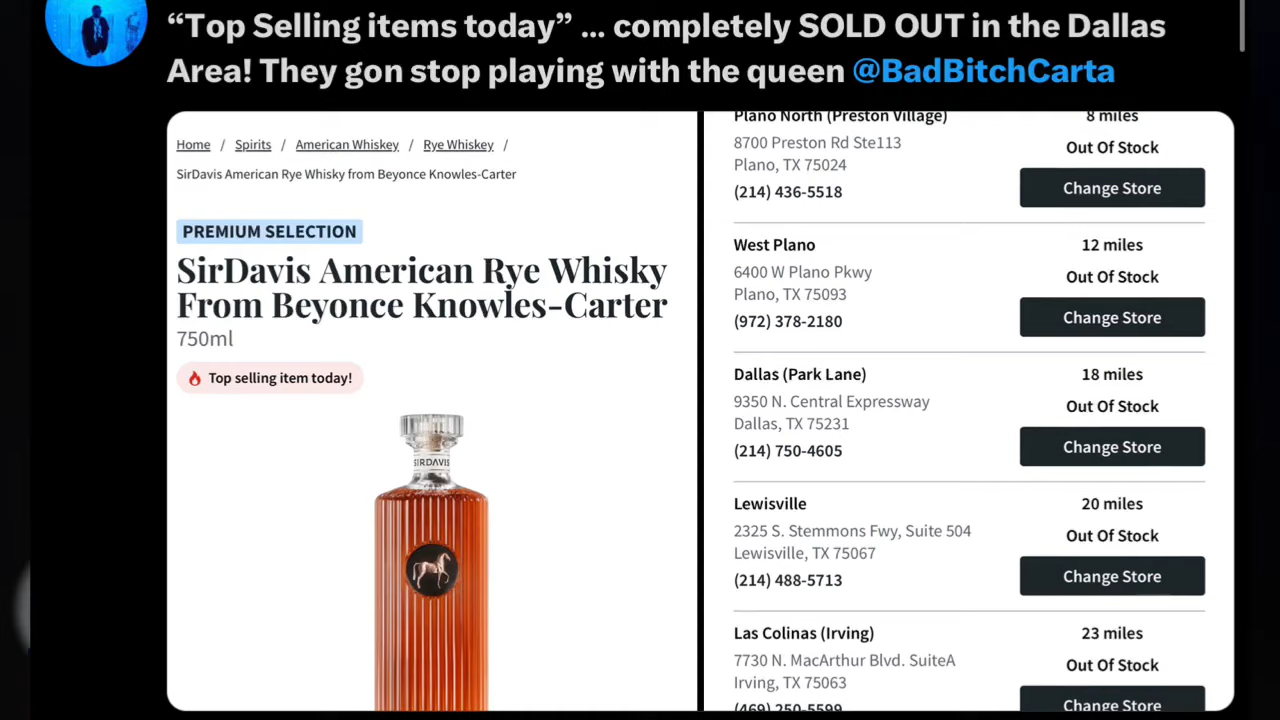 “Top Selling items today” ... completely SOLD OUT in the Dallas
Area! They gon stop playing with the queen @BadBitchCarta
Home / Spirits / American Whiskey / Rye Whiskey /
SirDavis American Rye Whisky from Beyonce Knowles-Carter
PREMIUM SELECTION
SirDavis American Rye Whisky
From Beyonce Knowles-Carter
750ml
Top selling item today!
SIRDAVIS
Plano North (Preston Village)
8 miles
8700 Preston Rd Ste113
Out Of Stock
Plano, TX 75024
(214) 436-5518
Change Store
West Plano
12 miles
6400 W Plano Pkwy
Out Of Stock
Plano, TX 75093
(972) 378-2180
Change Store
Dallas (Park Lane)
18 miles
9350 N. Central Expressway
Out Of Stock
Dallas, TX 75231
(214) 750-4605
Change Store
Lewisville
20 miles
2325 S. Stemmons Fwy, Suite 504
Out Of Stock
Lewisville, TX 75067
(214) 488-5713
Change Store
Las Colinas (Irving)
23 miles
7730 N. MacArthur Blvd. SuiteA
Out Of Stock
Irving, TX 75063
(469) 250-5599
Change Store